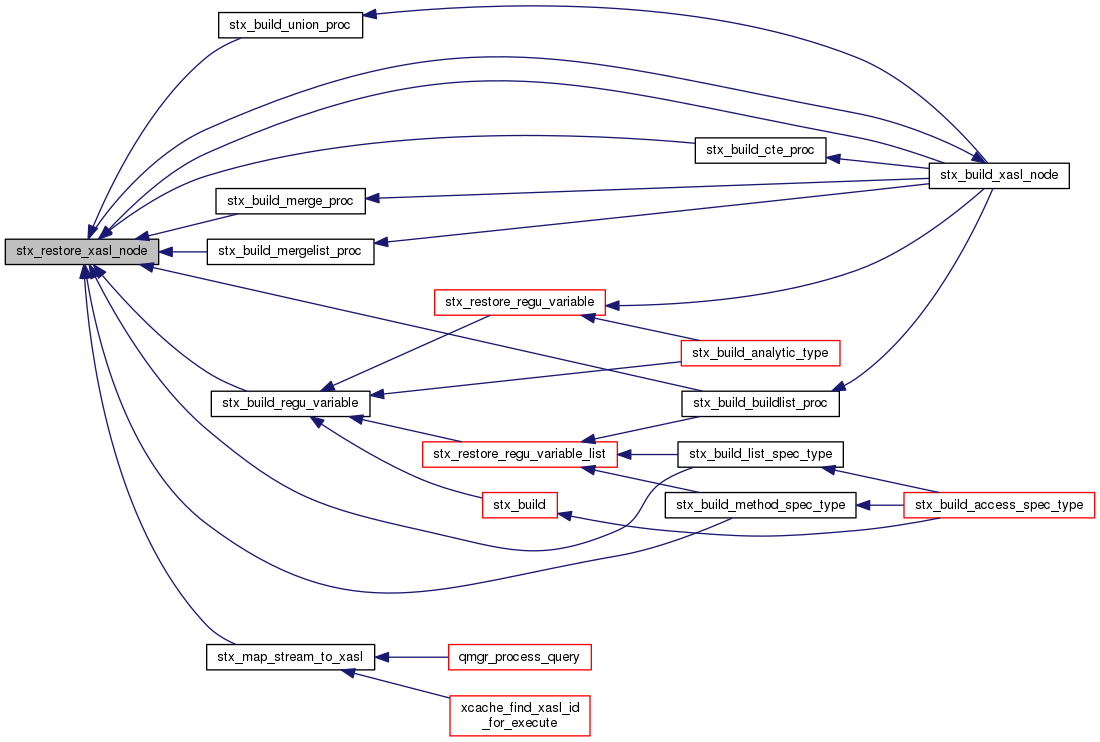 stx_build_union_proc
stx_build_cte_proc
stx_build_xasl_node
stx_build_merge_proc
stx_restore_xasl_node
stx_build_mergelist_proc
stx_restore_regu_variable
stx_build_analytic_type
stx_build_regu_variable
stx_build_buildlist_proc
stx_restore_regu_variable_list
stx_build_list_spec_type
stx_build
stx_build_method_spec_type
stx_build_access_spec_type
stx_map_stream_to_xasl
qmgr_process_query
xcache_find_xasl_id
_for_execute